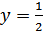 y = 1/2